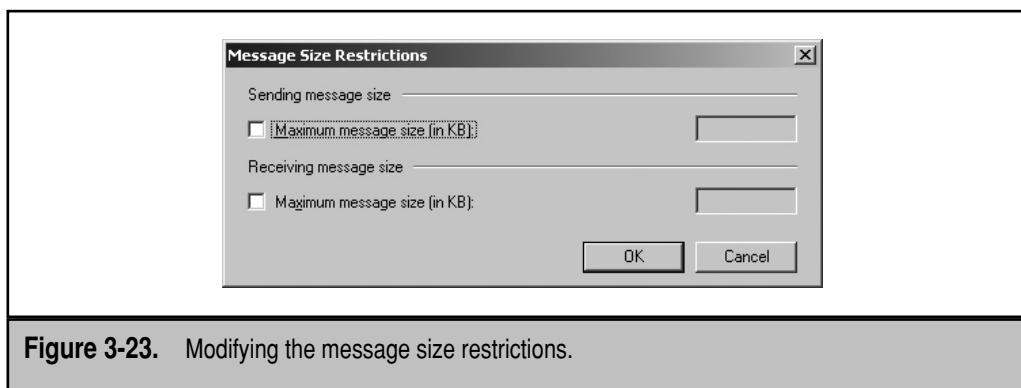 Message Size Restrictions
Sending message size
Maximum message size (in KB):
Receiving message size
Maximum message size (in KB):
OK Cancel
Figure 3-23. Modifying the message size restrictions.